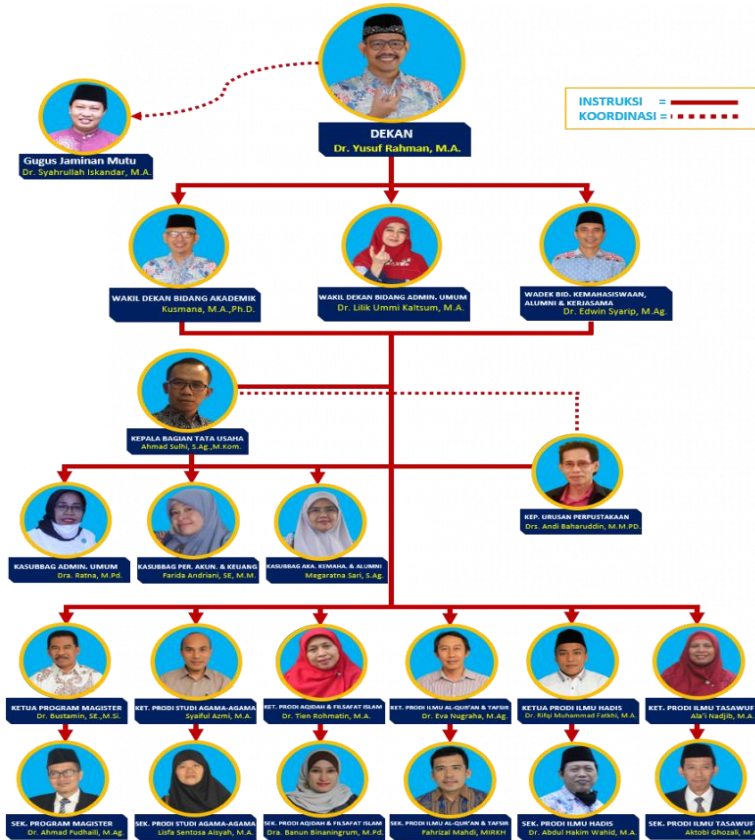 INSTRUKSI =
KOORDINASI =
DEKAN
Dr. Yusuf Rahman, M.A.
Gugus Jaminan Mutu
Dr. Syahrullah Iskandar, M.A.
WAKIL DEKAN BIDANG AKADEMIK
Kusmana, M.A.,Ph.D.
WAKIL DEKAN BIDANG ADMIN. UMUM
Dr. Lilik Ummi Kaltsum, M.A.
WADEK BID. KEMAHASISWAAN,
ALUMNI & KERJASAMA
Dr. Edwin Syarip, M.Ag.
KEPALA BAGIAN TATA USAHA
Ahmad Sulhi, S.Ag.,M.Kom.
KEP. URUSAN PERPUSTAKAAN
Drs. Andi Baharuddin, M.M.PD.
KASUBBAG ADMIN. UMUM
Dra. Ratna, M.Pd.
KASUBBAG PER. AKUN. & KEUANG
Farida Andriani, SE, M.M.
KASUBBAG AKA. KEMAHA. & ALUMNI
Megaratna Sari, S.Ag.
KETUA PROGRAM MAGISTER
Dr. Bustamin, SE.,M.Si.
KET. PRODI STUDI AGAMA-AGAMA
Syaiful Azmi, M.A.
KET. PRODI AQIDAH & FILSAFAT ISLAM
Dr. Tien Rohmatin, M.A.
KET. PRODI ILMU AL-QUR'AN & TAFSIR
Dr. Eva Nugraha, M.Ag.
KETUA PRODI ILMU HADIS
Dr. Rifqi Muhammad Fatkhi, M.A.
KET. PRODI ILMU TASAWUF
Ala'i Nadjib, M.A.
SEK. PROGRAM MAGISTER
Dr. Ahmad Fudhaili, M.Ag.
SEK. PRODI STUDI AGAMA-AGAMA
Lisfa Sentosa Aisyah, M.A.
SEK. PRODI AQIDAH & FILSAFAT ISLAM
Dra. Banun Binaningrum, M.Pd.
SEK. PRODI ILMU AL-QUR'AN & TAFSIR
Fahrizal Mahdi, MIRKH
SEK. PRODI ILMU HADIS
Dr. Abdul Hakim Wahid, M.A.
SEK. PRODI ILMU TASAWUF
Aktobi Ghozali,